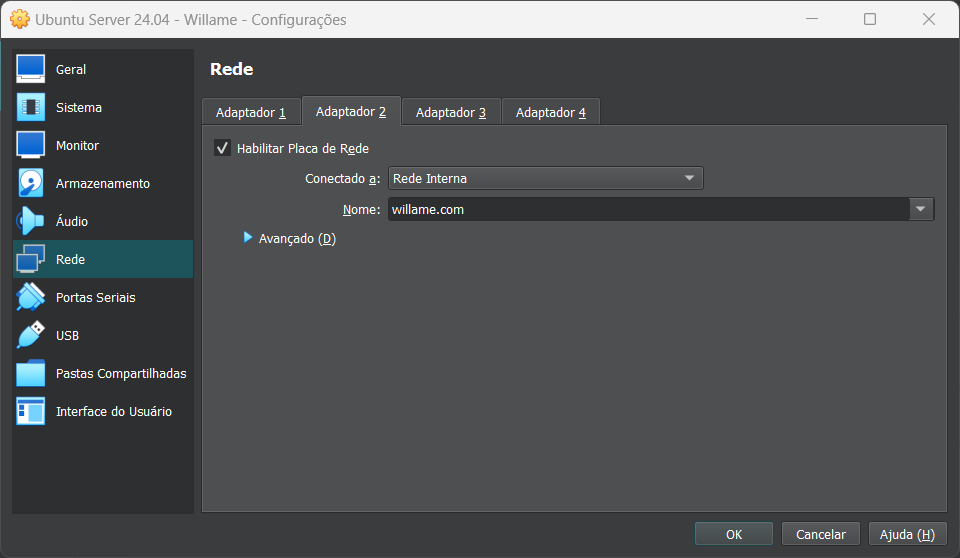 Ubuntu Server 24.04 - Willame - Configurações
Geral
Sistema
Monitor
Armazenamento
Áudio
Rede
Portas Seriais
USB
Pastas Compartilhadas
Interface do Usuário
Rede
Adaptador 1 Adaptador 2 Adaptador 3 Adaptador 4
Habilitar Placa de Rede
Conectado a: Rede Interna
Nome: willame.com
Avançado (D)
OK Cancelar Ajuda (H)